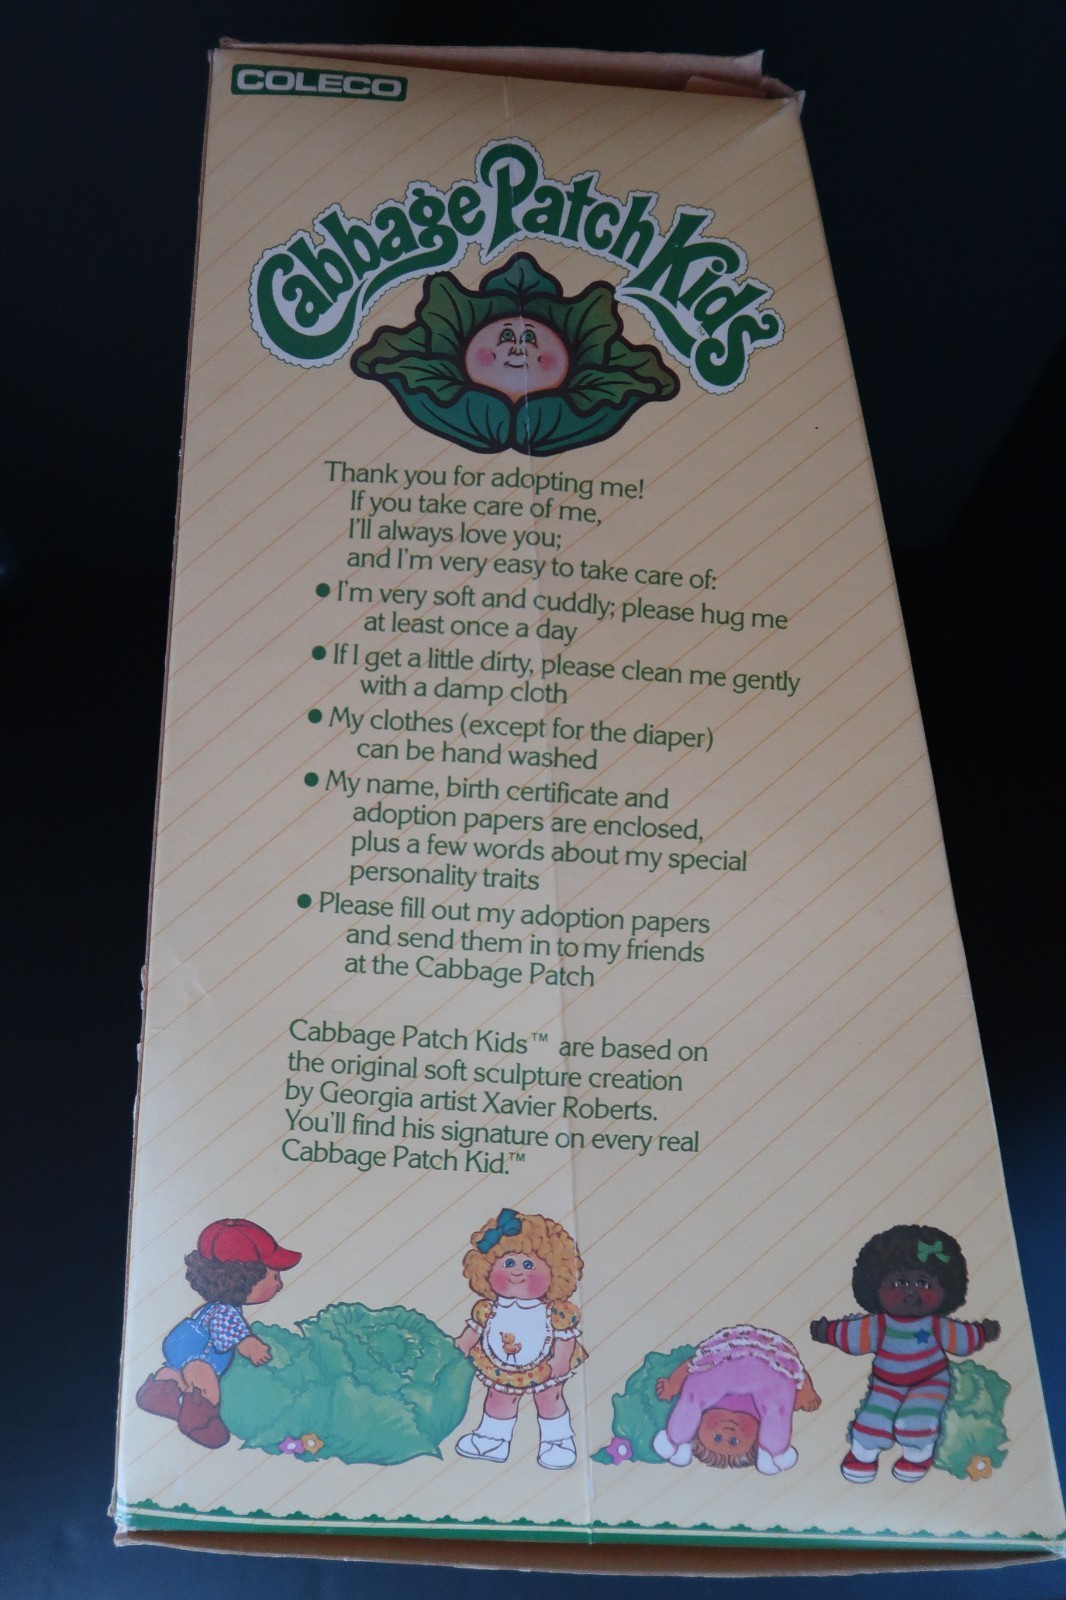 COLECO
Cabbage Patch Kids™
Thank you for adopting me!
If you take care of me,
I'll always love you;
and I'm very easy to take care of:
● I'm very soft and cuddly; please hug me
at least once a day
● If I get a little dirty, please clean me gently
with a damp cloth
● My clothes (except for the diaper)
can be hand washed
● My name, birth certificate and
adoption papers are enclosed,
plus a few words about my special
personality traits
● Please fill out my adoption papers
and send them in to my friends
at the Cabbage Patch
Cabbage Patch Kids™ are based on
the original soft sculpture creation
by Georgia artist Xavier Roberts.
You'll find his signature on every real
Cabbage Patch Kid.™